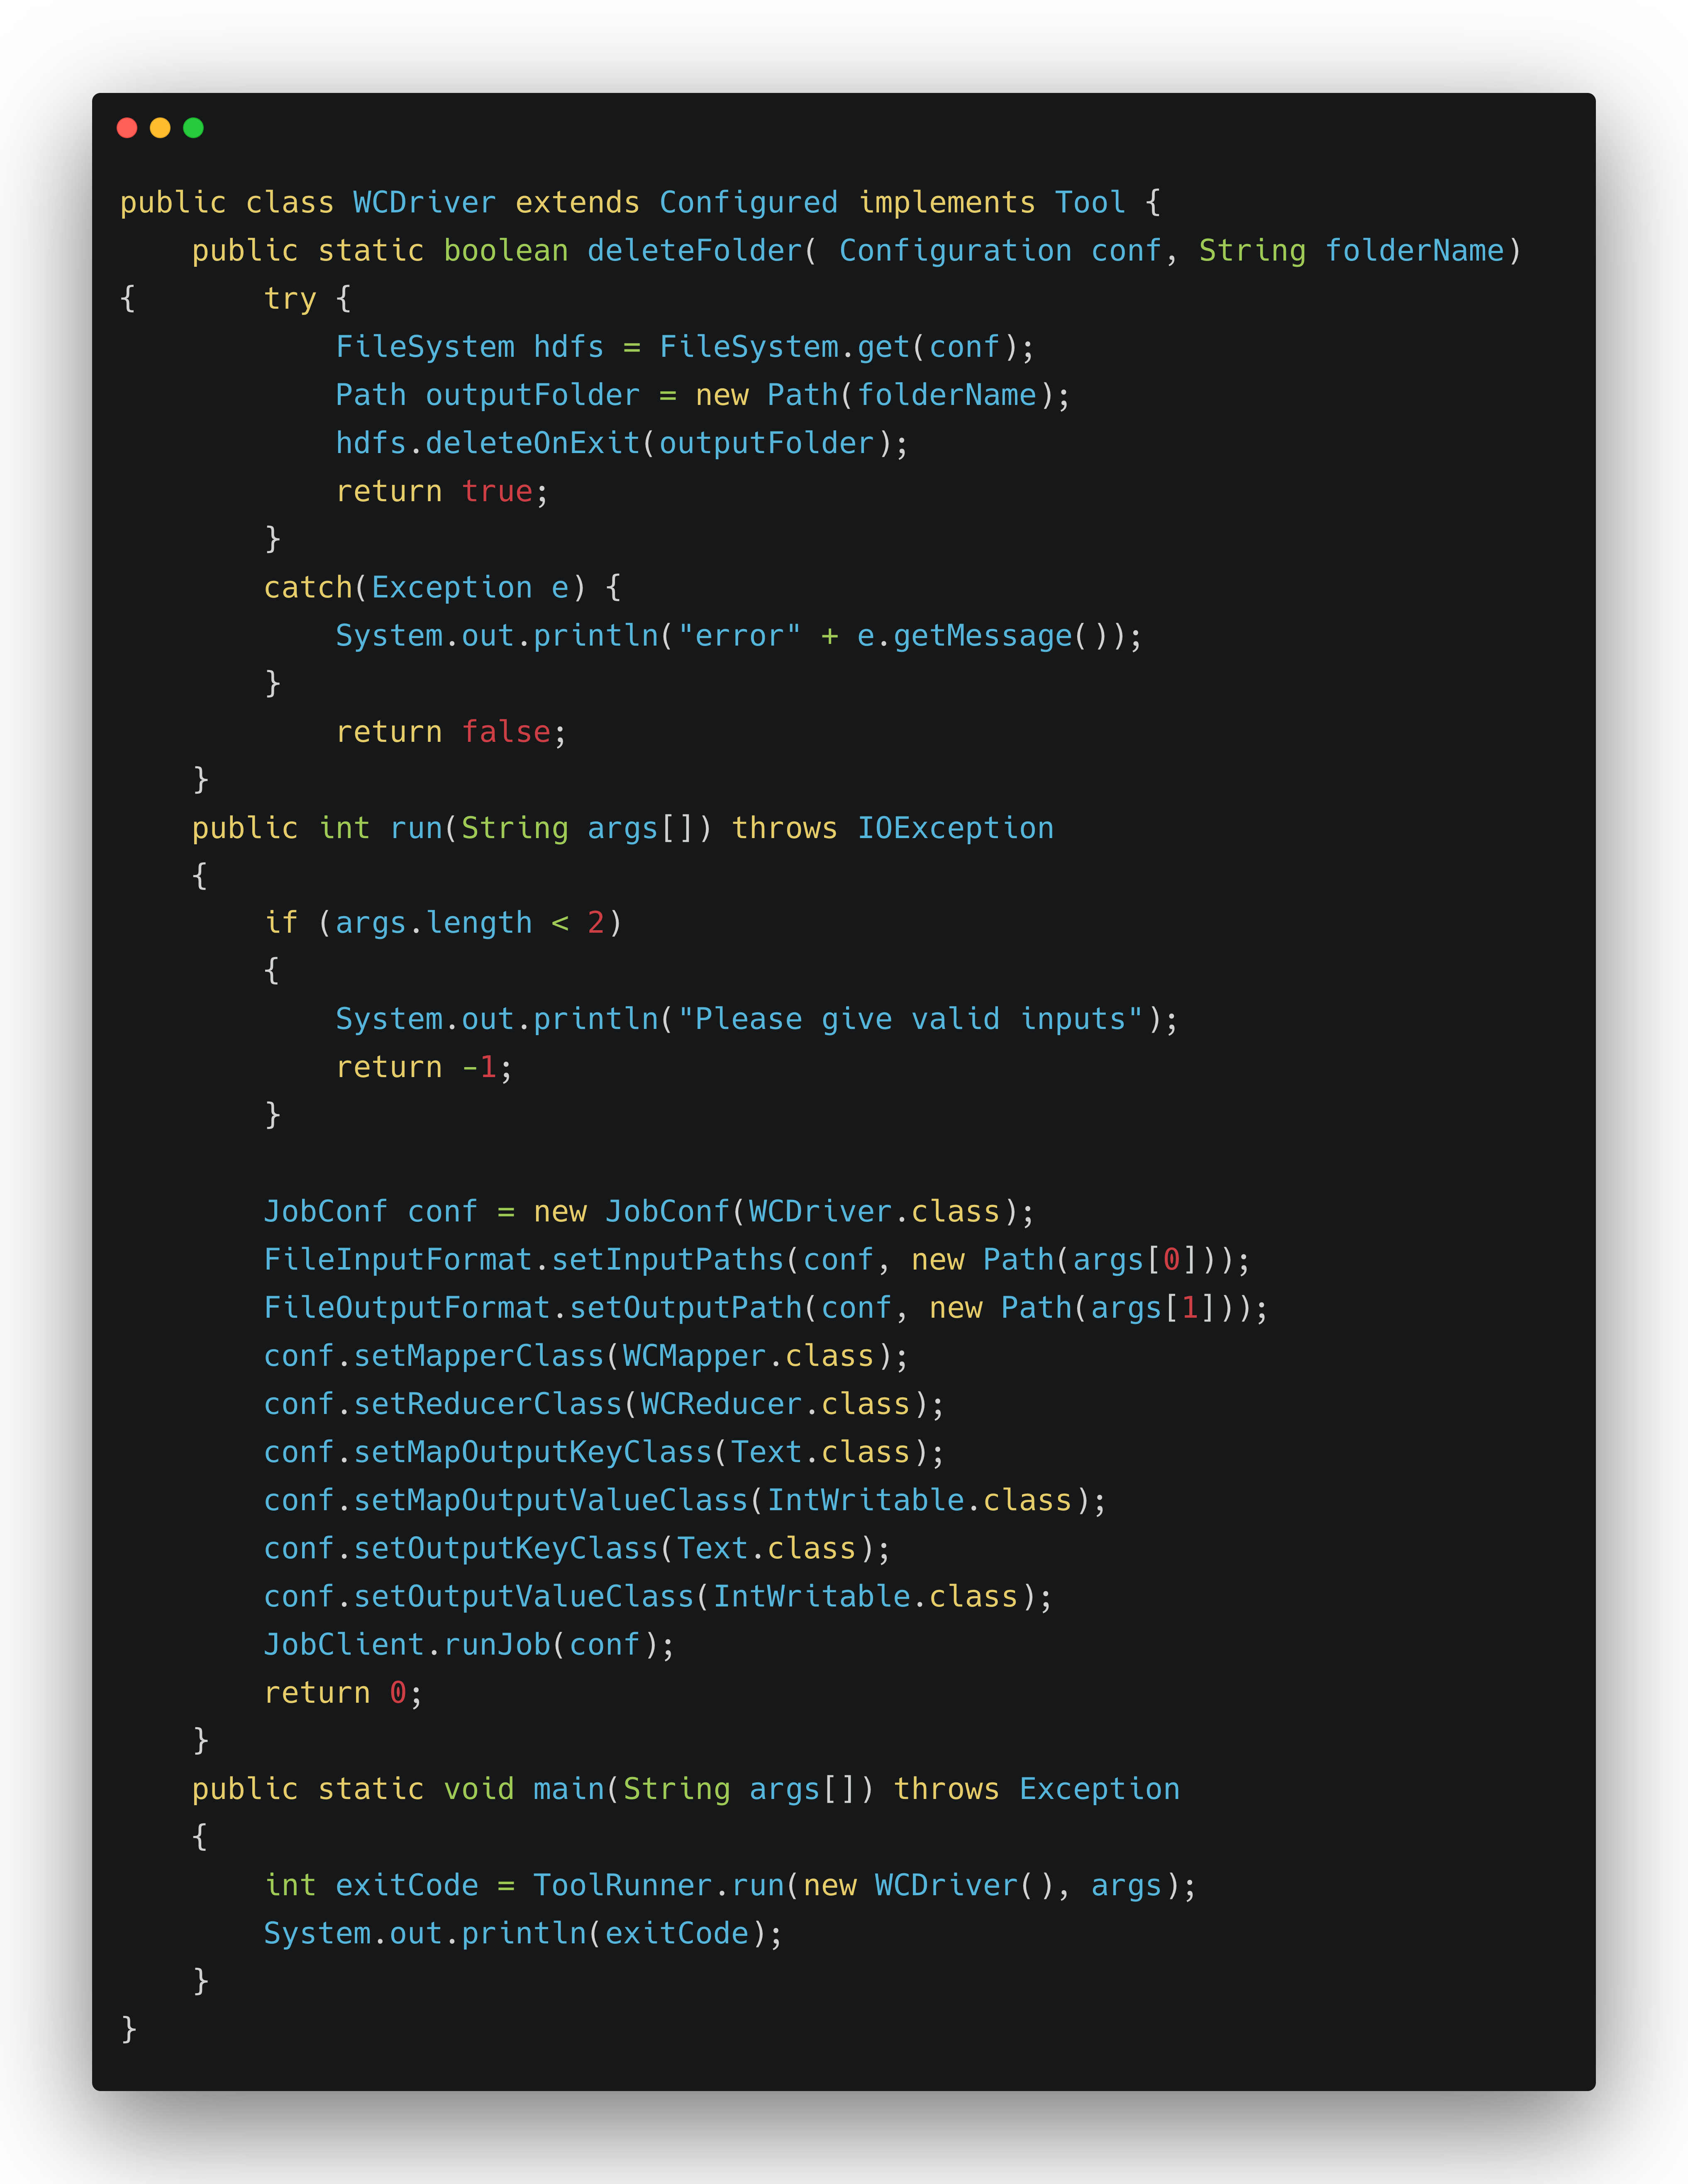 public class WCDriver extends Configured implements Tool {
    public static boolean deleteFolder( Configuration conf, String folderName)
{       try {
            FileSystem hdfs = FileSystem.get(conf);
            Path outputFolder = new Path(folderName);
            hdfs.deleteOnExit(outputFolder);
            return true;
        }
        catch(Exception e) {
            System.out.println("error" + e.getMessage());
        }
            return false;
    }
    public int run(String args[]) throws IOException
    {
        if (args.length < 2)
        {
            System.out.println("Please give valid inputs");
            return -1;
        }

        JobConf conf = new JobConf(WCDriver.class);
        FileInputFormat.setInputPaths(conf, new Path(args[0]));
        FileOutputFormat.setOutputPath(conf, new Path(args[1]));
        conf.setMapperClass(WCMapper.class);
        conf.setReducerClass(WCReducer.class);
        conf.setMapOutputKeyClass(Text.class);
        conf.setMapOutputValueClass(IntWritable.class);
        conf.setOutputKeyClass(Text.class);
        conf.setOutputValueClass(IntWritable.class);
        JobClient.runJob(conf);
        return 0;
    }
    public static void main(String args[]) throws Exception
    {
        int exitCode = ToolRunner.run(new WCDriver(), args);
        System.out.println(exitCode);
    }
}